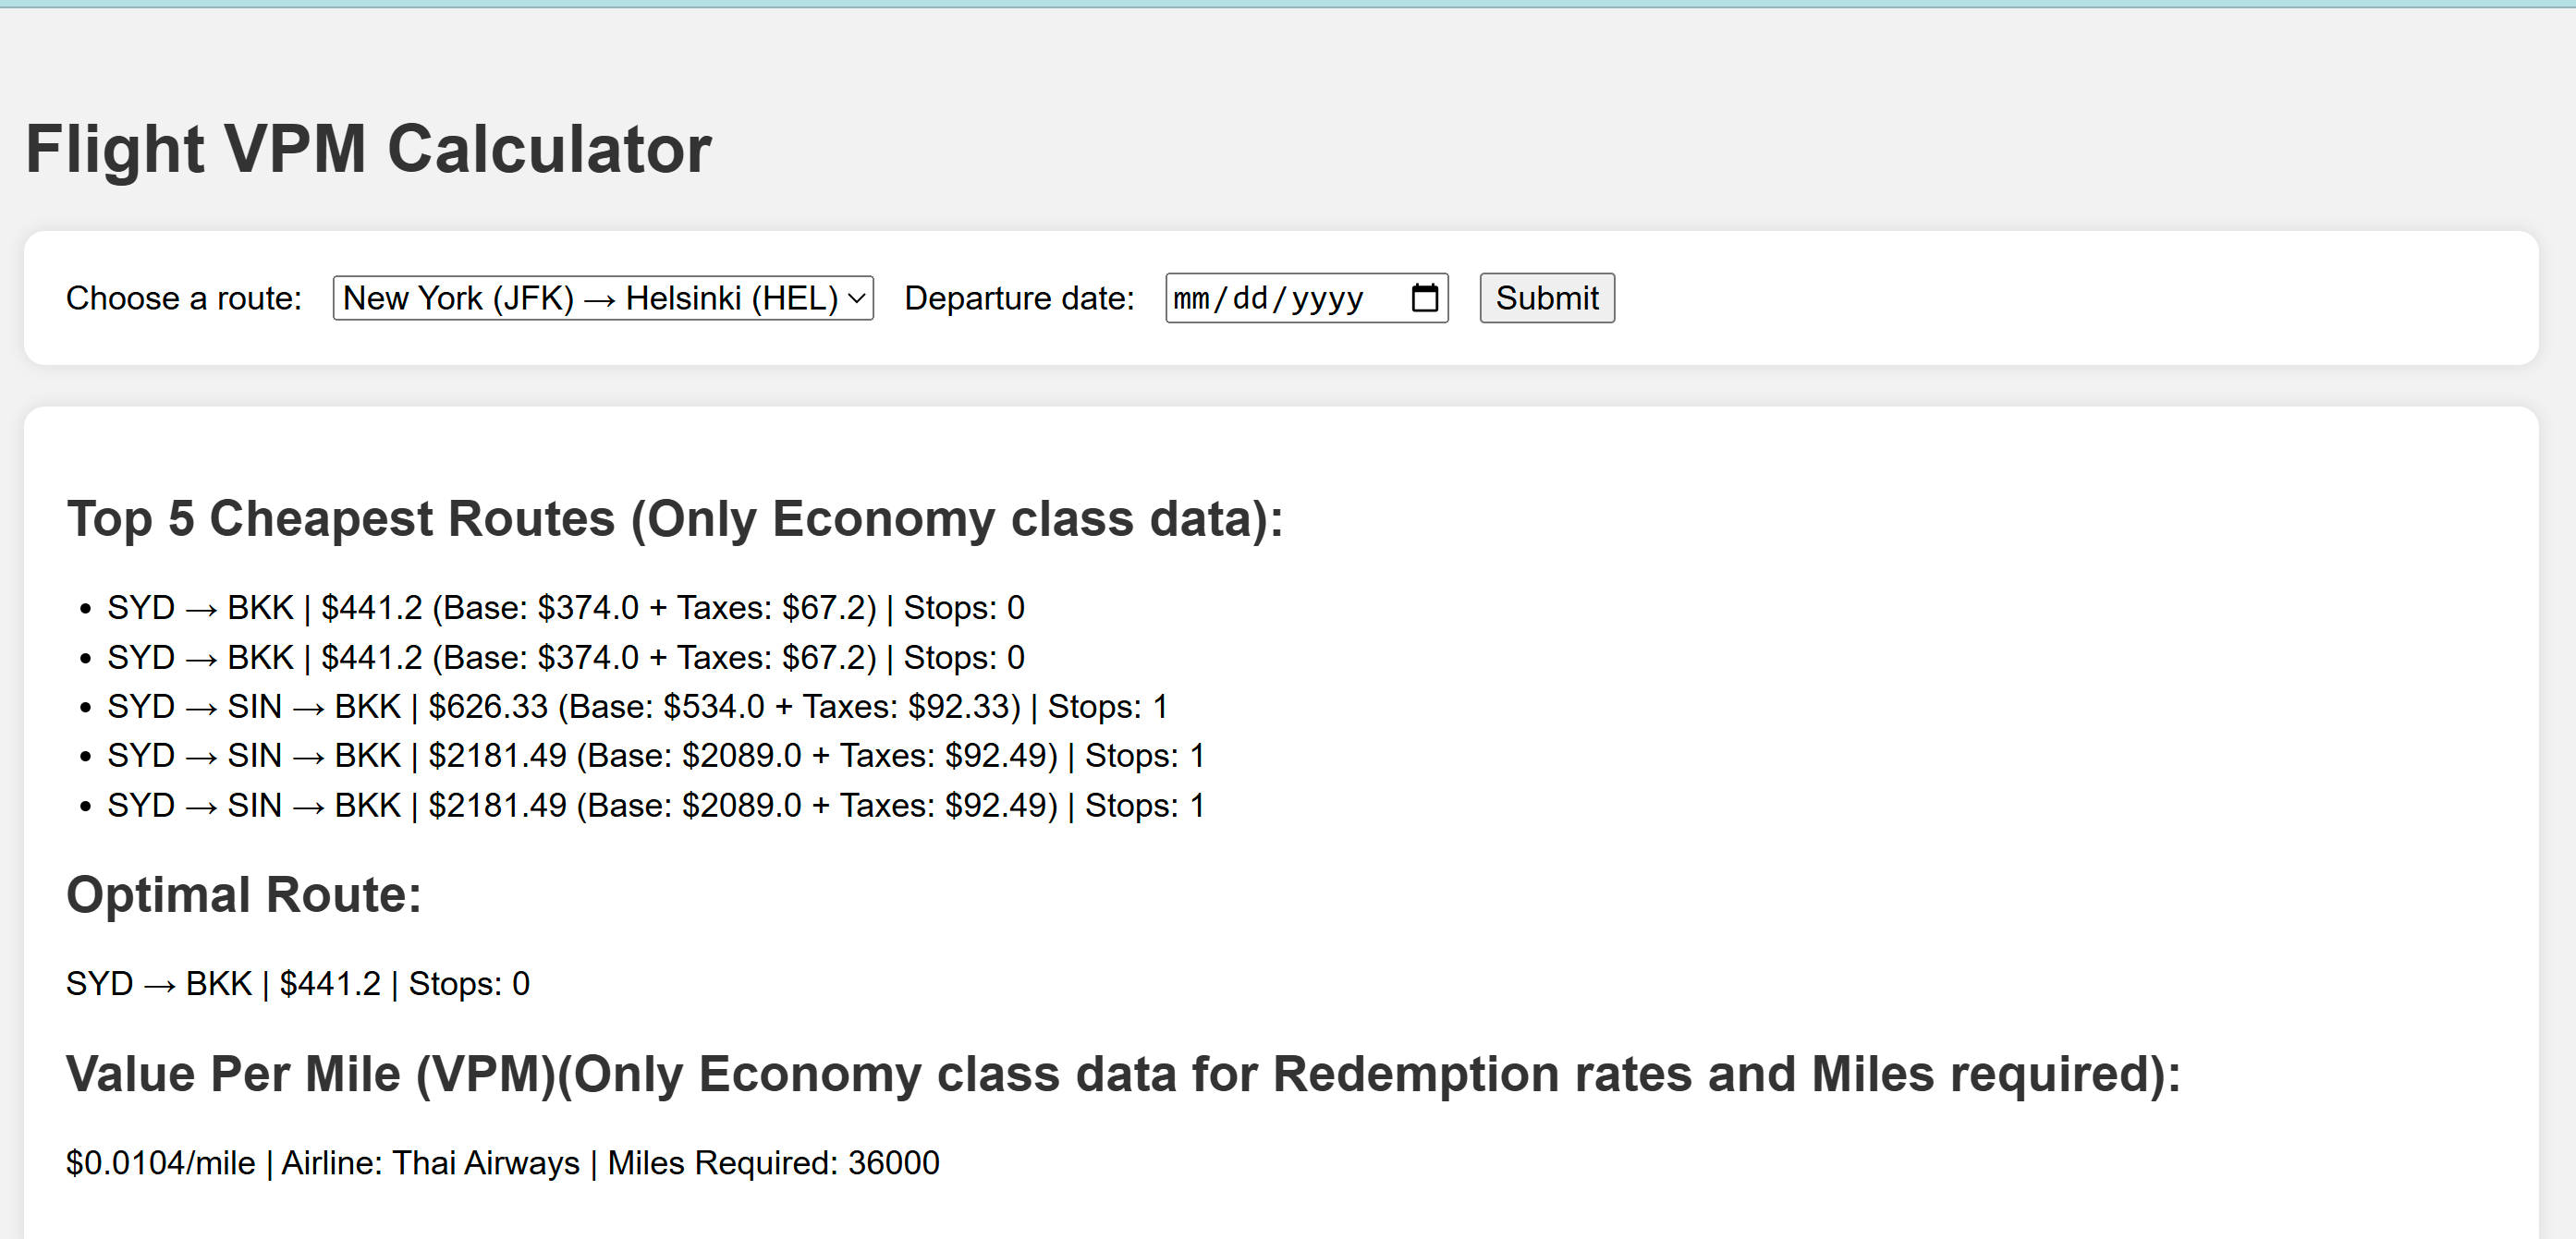 Flight VPM Calculator
Choose a route: New York (JFK) → Helsinki (HEL) Departure date: mm/dd/yyyy Submit
Top 5 Cheapest Routes (Only Economy class data):
• SYD → BKK | $441.2 (Base: $374.0 + Taxes: $67.2) | Stops: 0
• SYD → BKK | $441.2 (Base: $374.0 + Taxes: $67.2) | Stops: 0
• SYD → SIN → BKK | $626.33 (Base: $534.0 + Taxes: $92.33) | Stops: 1
• SYD → SIN → BKK | $2181.49 (Base: $2089.0 + Taxes: $92.49) | Stops: 1
• SYD → SIN → BKK | $2181.49 (Base: $2089.0 + Taxes: $92.49) | Stops: 1
Optimal Route:
SYD → BKK | $441.2 | Stops: 0
Value Per Mile (VPM)(Only Economy class data for Redemption rates and Miles required):
$0.0104/mile | Airline: Thai Airways | Miles Required: 36000